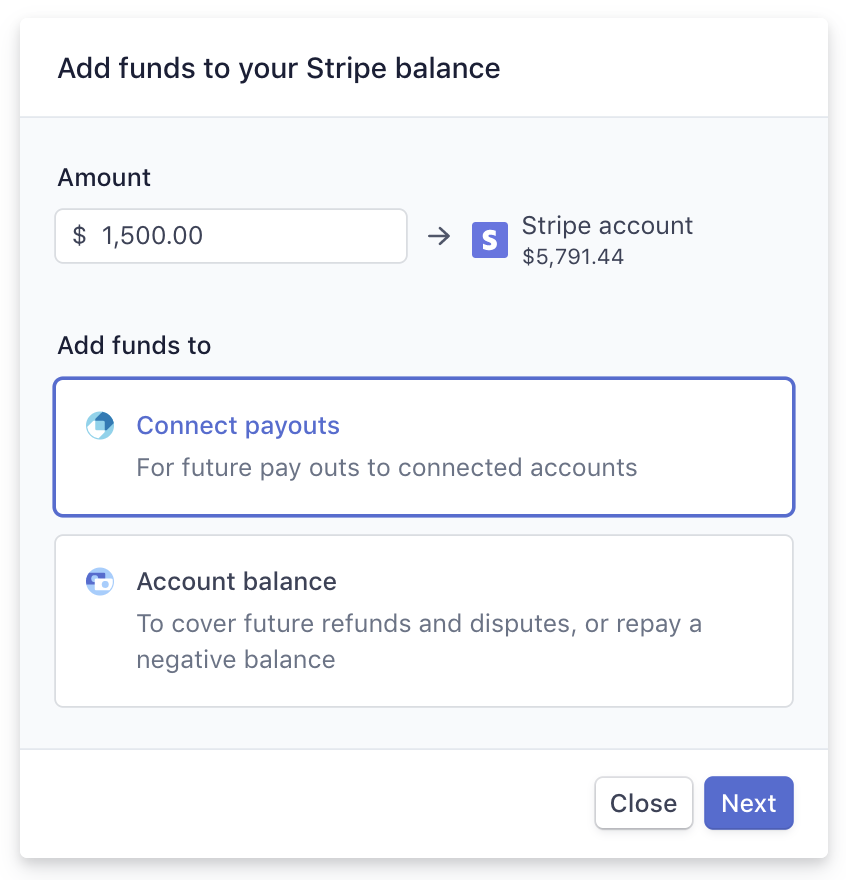 Add funds to your Stripe balance
Amount
$ 1,500.00
S
Stripe account
$5,791.44
Add funds to
Connect payouts
For future pay outs to connected accounts
Account balance
To cover future refunds and disputes, or repay a
negative balance
Close
Next